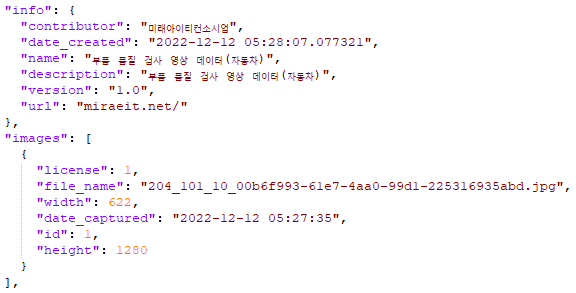 "info": {
"contributor": "미래아이티컨소시엄",
"date_created": "2022-12-12 05:28:07.077321",
"name": "부품 품질 검사 영상 데이터(자동차)",
"description": "부품 품질 검사 영상 데이터(자동차)",
"version": "1.0",
"url": "miraeit.net/"
},
"images": [
{
"license": 1,
"file_name": "204_101_10_00b6f993-61e7-4aa0-99d1-225316935abd.jpg",
"width": 622,
"date_captured": "2022-12-12 05:27:35",
"id": 1,
"height": 1280
}
],